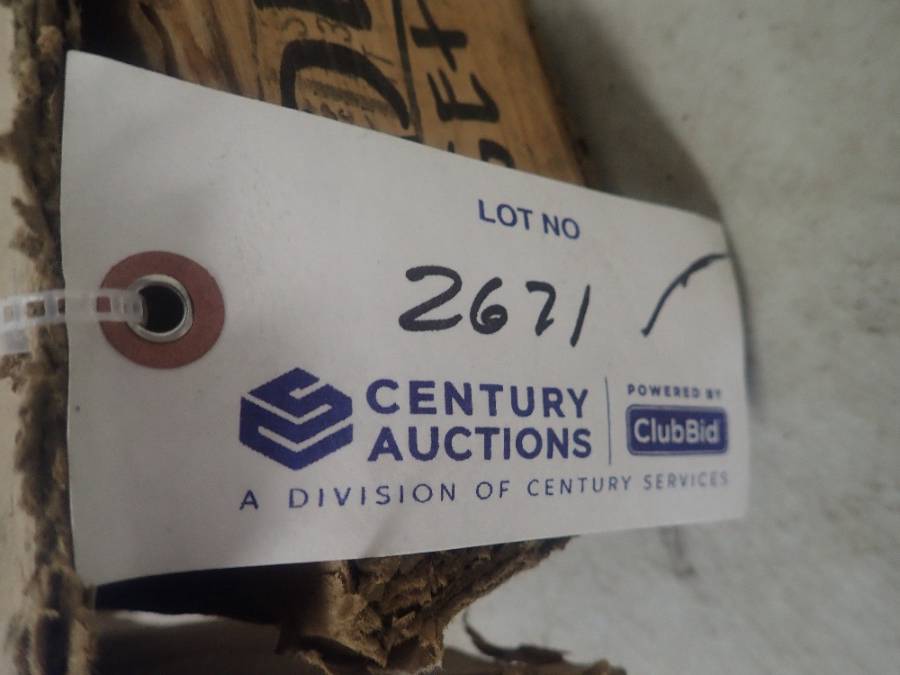 LOT NO
2671
CENTURY
AUCTIONS
POWERED BY
ClubBid
A DIVISION OF CENTURY SERVICES